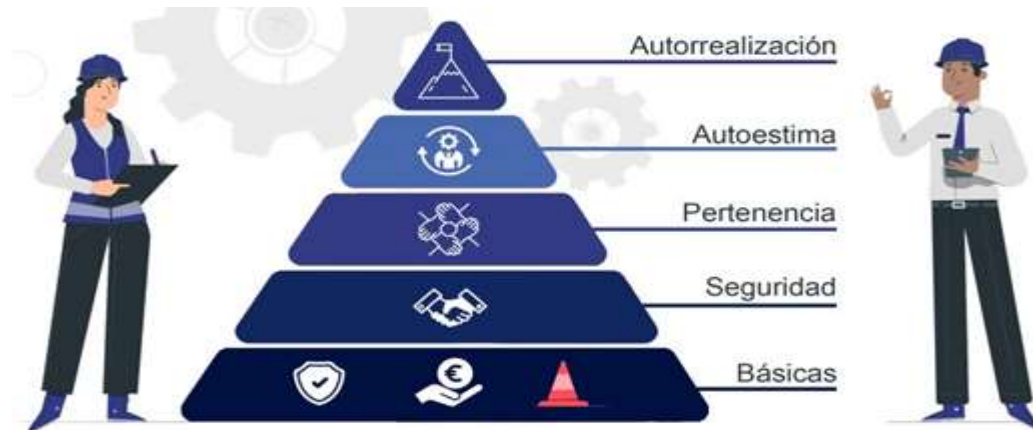 Autorrealización
Autoestima
Pertenencia
Seguridad
€
Básicas